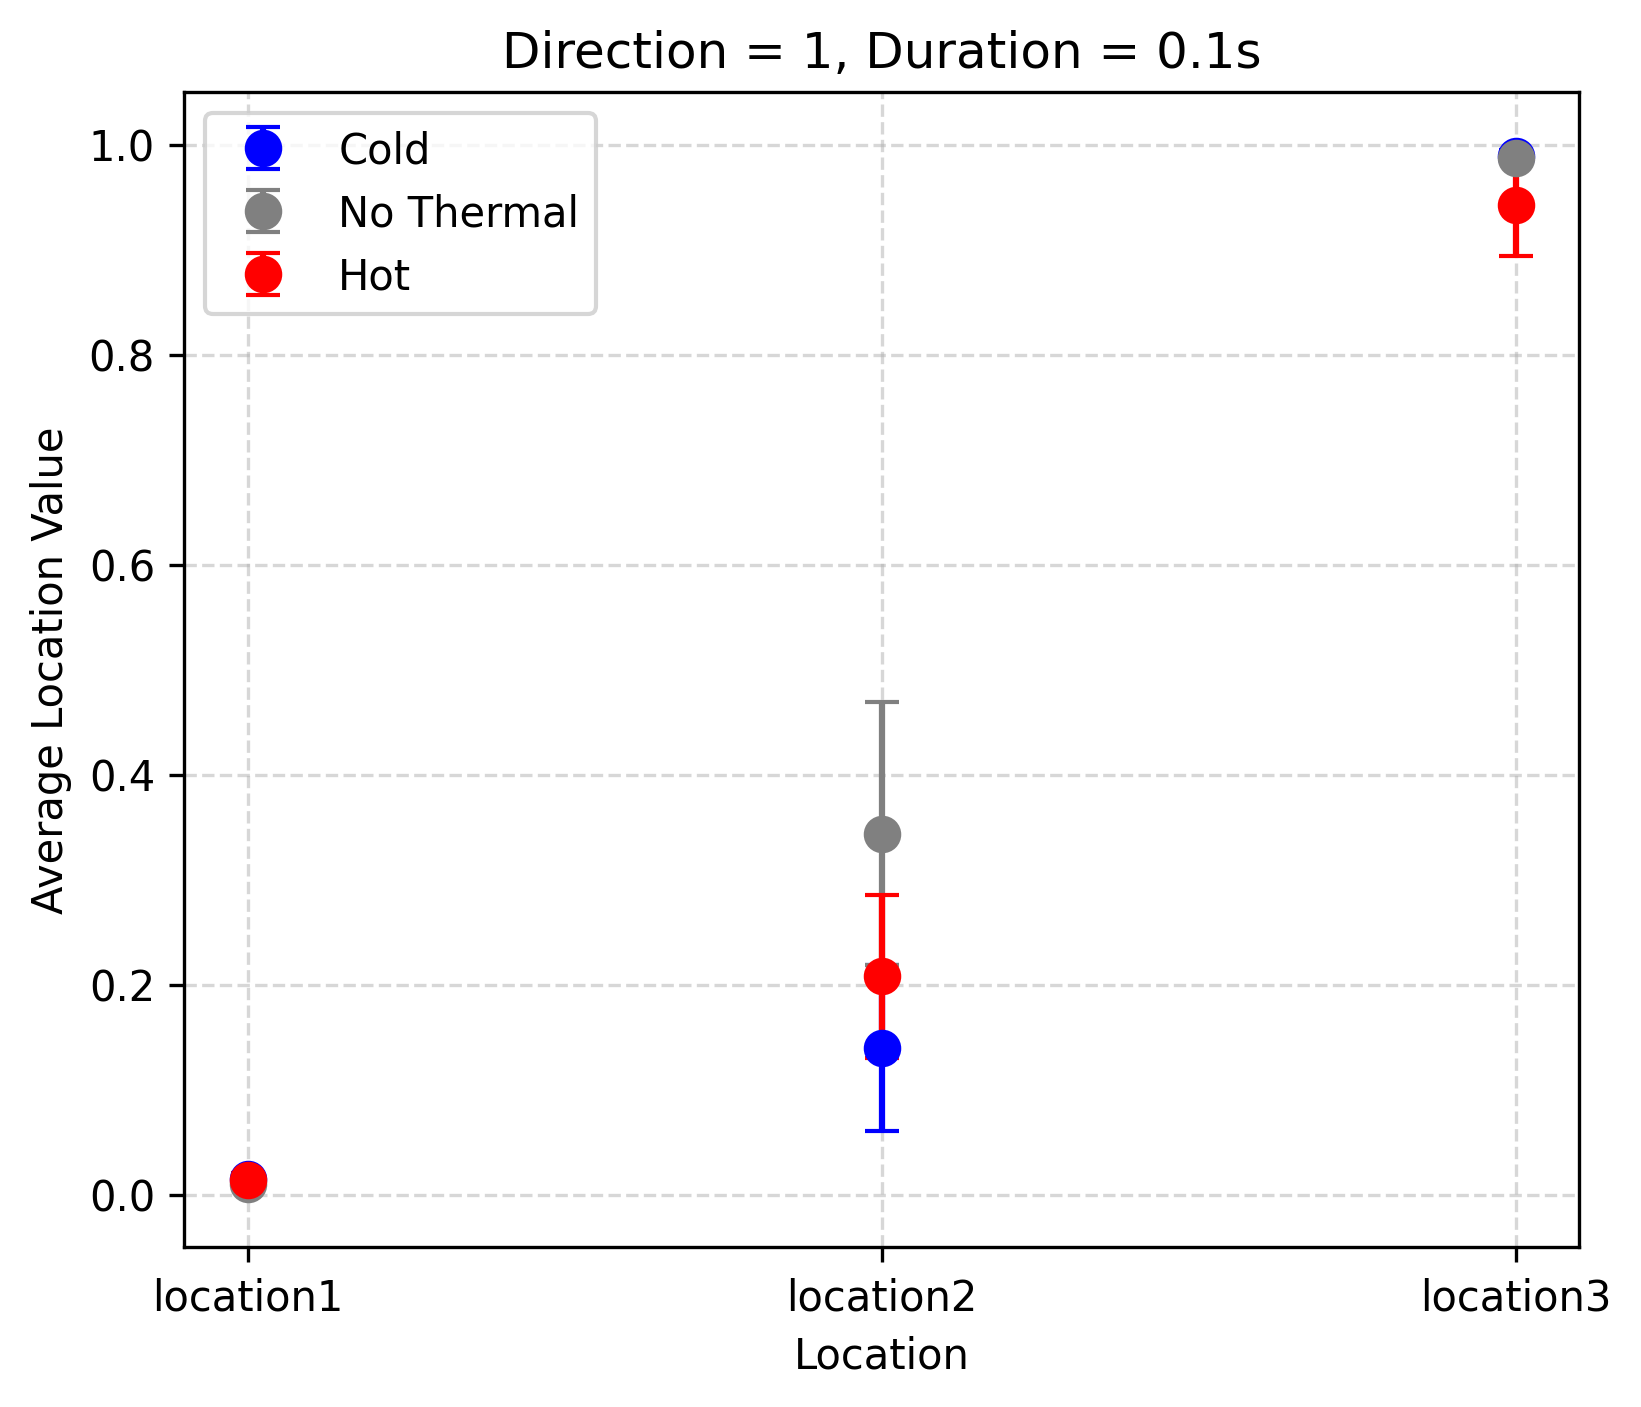 Direction = 1, Duration = 0.1s
Cold
No Thermal
Hot
1.0
0.8
0.6
0.4
0.2
0.0
Average Location Value
location1
location2
location3
Location